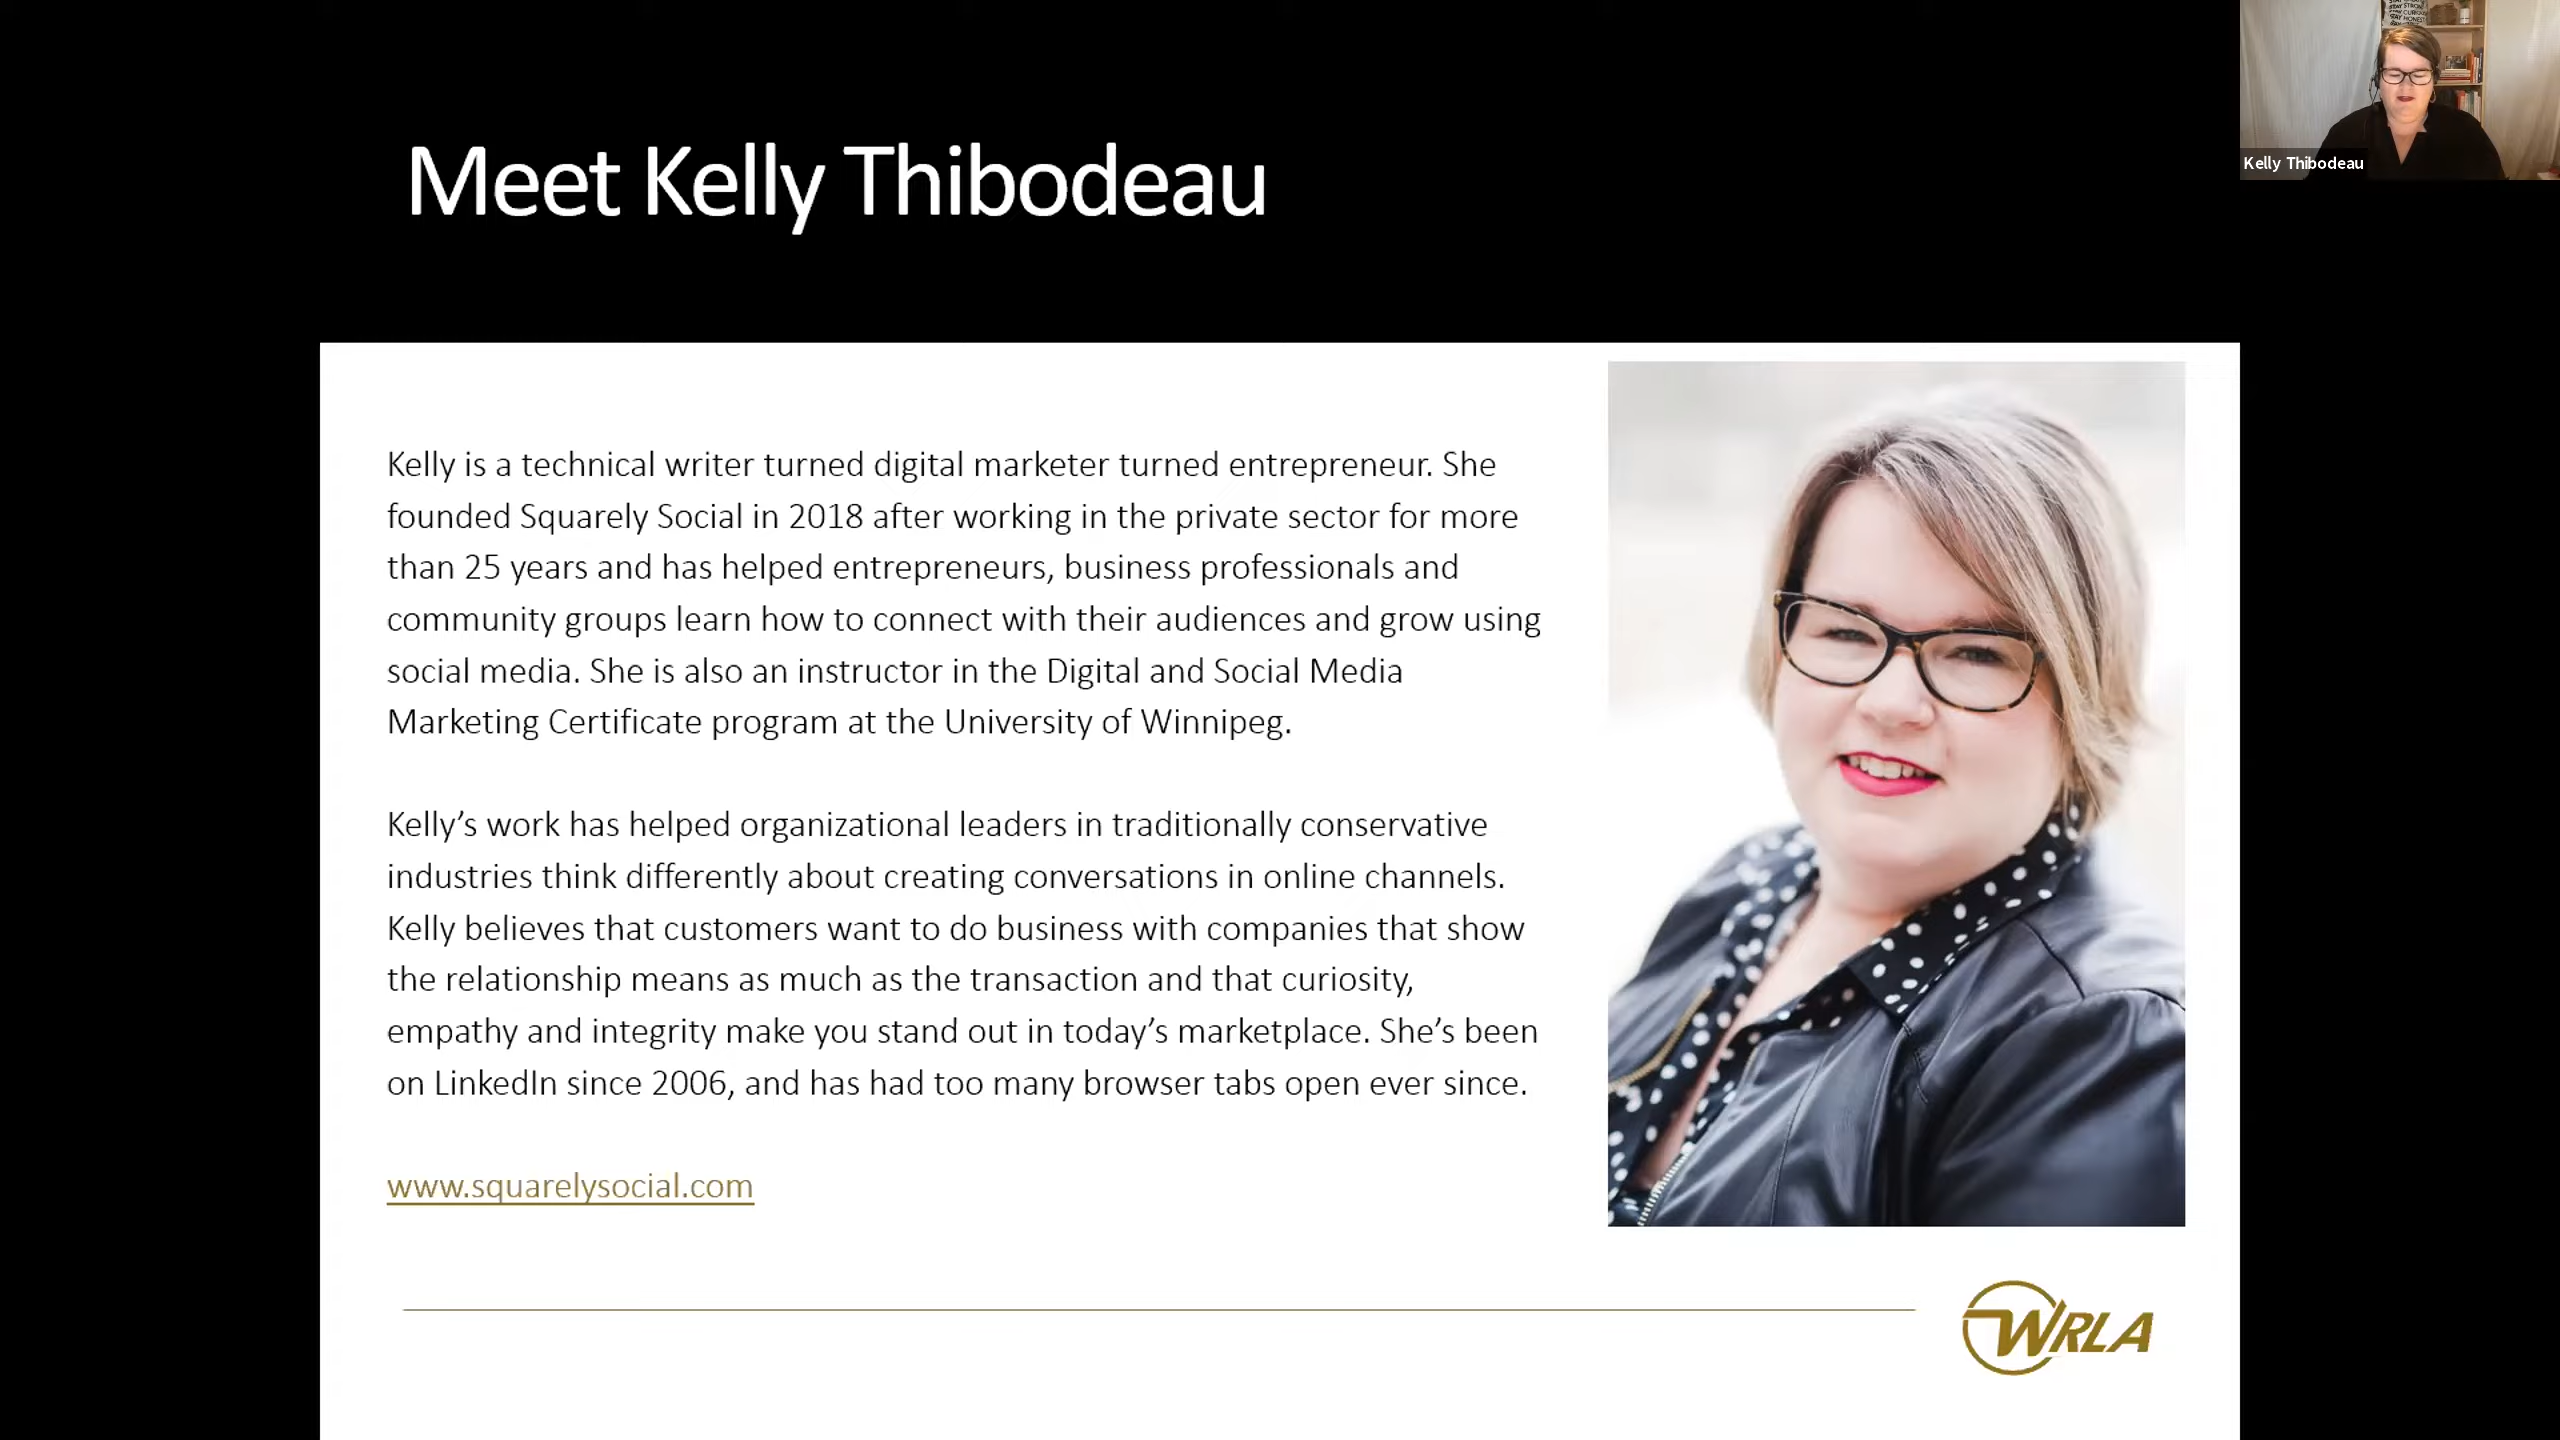 Meet Kelly Thibodeau
Kelly is a technical writer turned digital marketer turned entrepreneur. She
founded Squarely Social in 2018 after working in the private sector for more
than 25 years and has helped entrepreneurs, business professionals and
community groups learn how to connect with their audiences and grow using
social media. She is also an instructor in the Digital and Social Media
Marketing Certificate program at the University of Winnipeg.
Kelly’s work has helped organizational leaders in traditionally conservative
industries think differently about creating conversations in online channels.
Kelly believes that customers want to do business with companies that show
the relationship means as much as the transaction and that curiosity,
empathy and integrity make you stand out in today’s marketplace. She’s been
on LinkedIn since 2006, and has had too many browser tabs open ever since.
www.squarelysocial.com
WRLA
STAY STRONG
STAY CURIOUS
STAY HONEST
Kelly Thibodeau